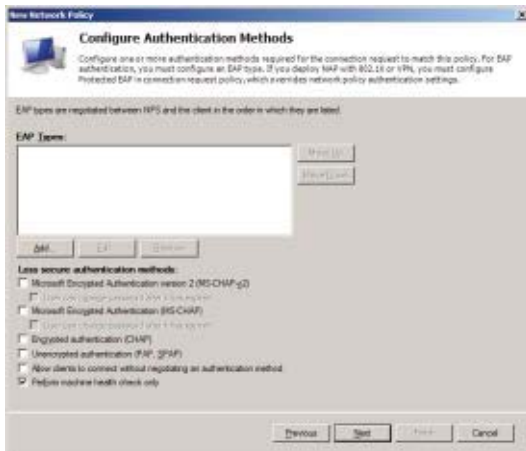 New Network Policy
Configure Authentication Methods
Configure one or more authentication methods required for the connection request to match this policy. For EAP
authentication, you must configure an EAP type. If you deploy NAP with 802.1X or VPN, you must configure
Protected EAP in connection request policy, which overrides network policy authentication settings.
EAP types are negotiated between NPS and the client in the order in which they are listed.
EAP Types:
Move Up
Move Down
Add...
Edit...
Remove
Less secure authentication methods:
Microsoft Encrypted Authentication version 2 (MS-CHAP-v2)
User can change password after it has expired
Microsoft Encrypted Authentication (MS-CHAP)
User can change password after it has expired
Encrypted authentication (CHAP)
Unencrypted authentication (PAP, SPAP)
Allow clients to connect without negotiating an authentication method.
Perform machine health check only
Previous
Next
Finish
Cancel